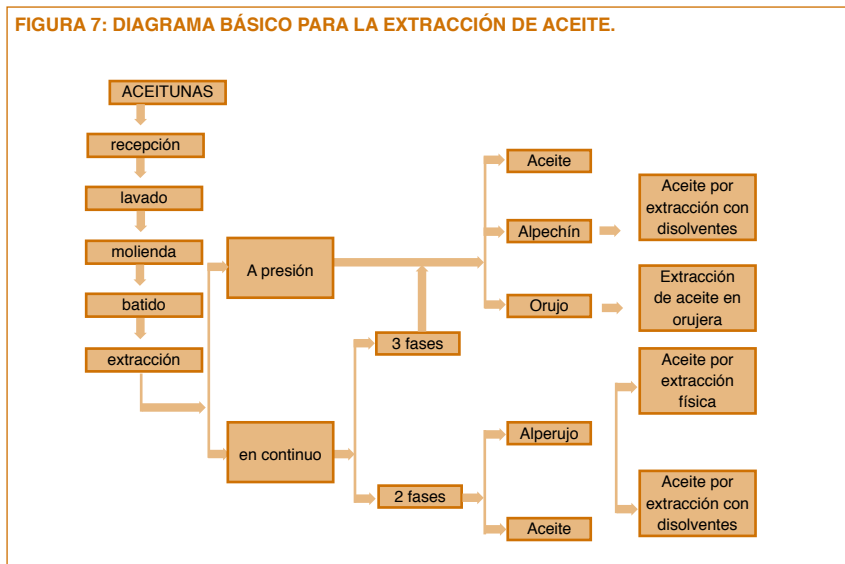 FIGURA 7: DIAGRAMA BÁSICO PARA LA EXTRACCIÓN DE ACEITE.
ACEITUNAS
recepción
lavado
molienda
batido
extracción
A presión
en continuo
3 fases
2 fases
Aceite
Alpechín
Orujo
Alperujo
Aceite
Aceite por
extracción con
disolventes
Extracción
de aceite en
orujera
Aceite por
extracción
física
Aceite por
extracción con
disolventes